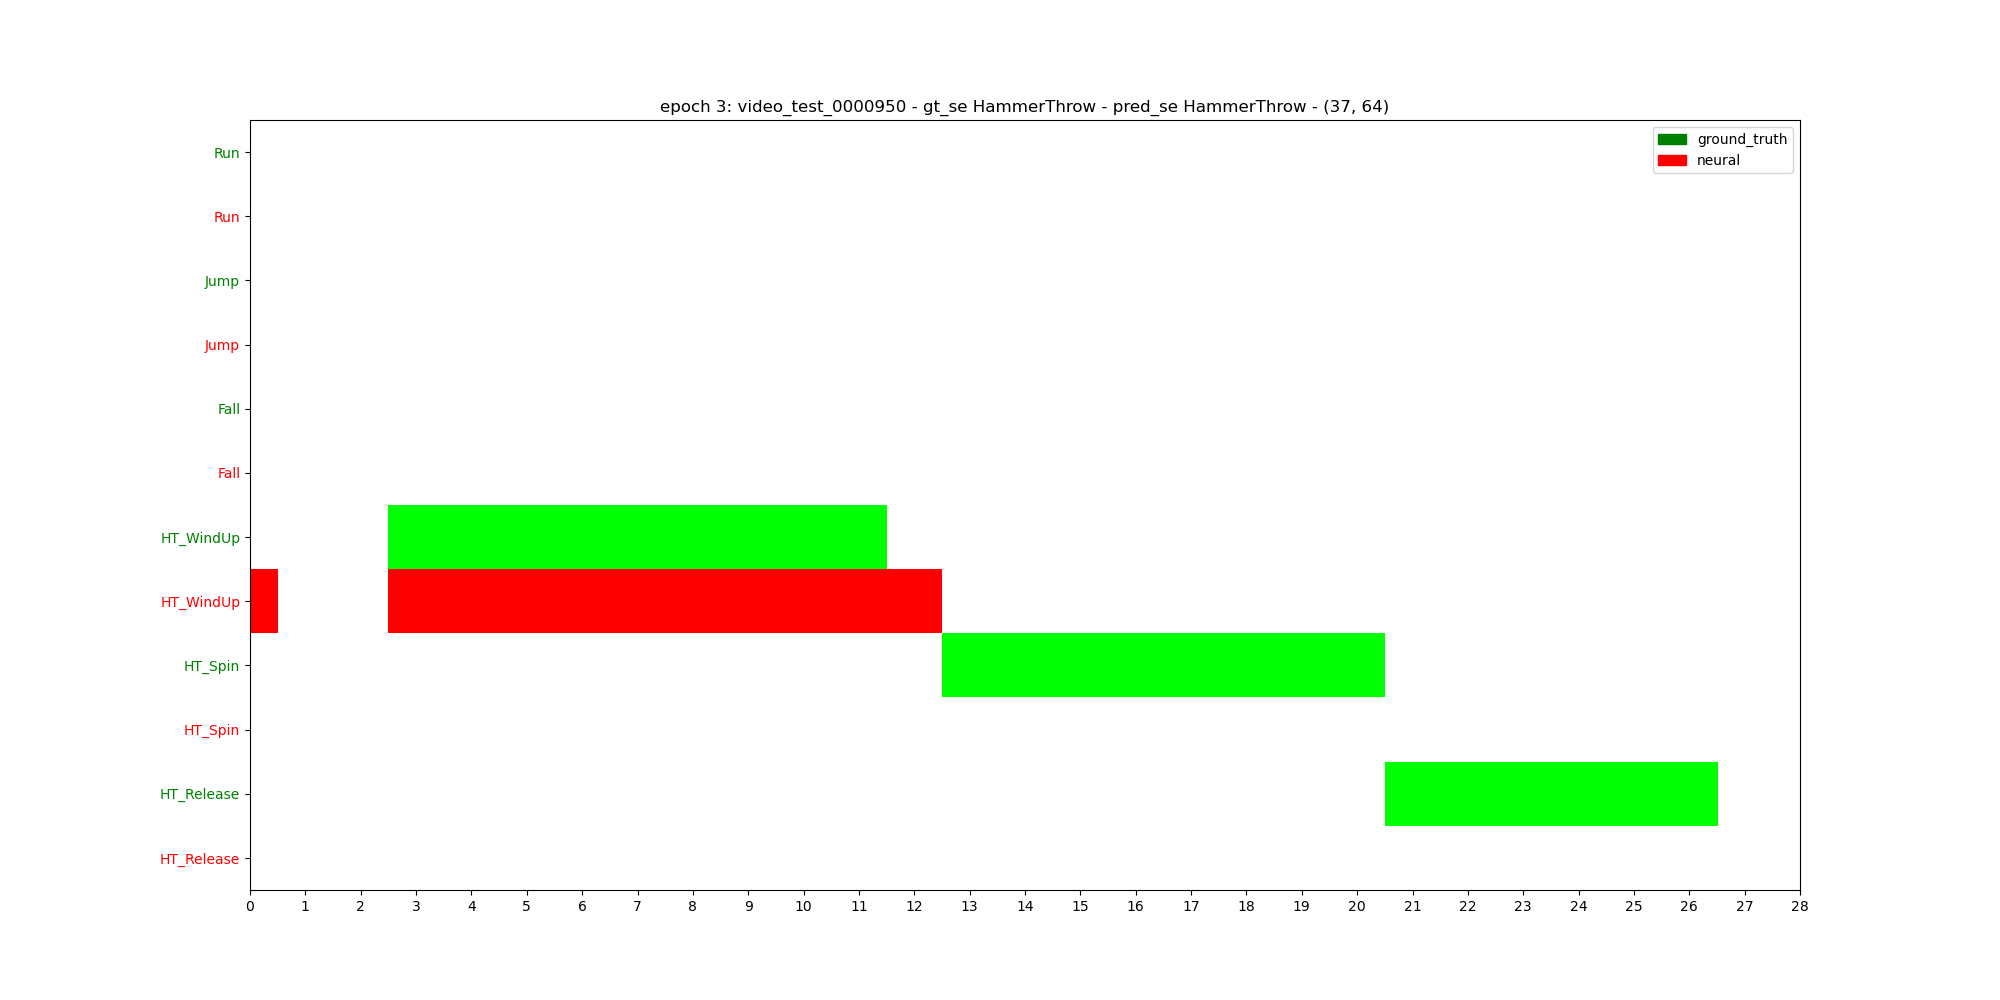 epoch 3: video_test_0000950 - gt_se HammerThrow - pred_se HammerThrow - (37, 64)
ground_truth
neural
Run
Run
Jump
Jump
Fall
Fall
HT_WindUp
HT_WindUp
HT_Spin
HT_Spin
HT_Release
HT_Release
0 1 2 3 4 5 6 7 8 9 10 11 12 13 14 15 16 17 18 19 20 21 22 23 24 25 26 27 28